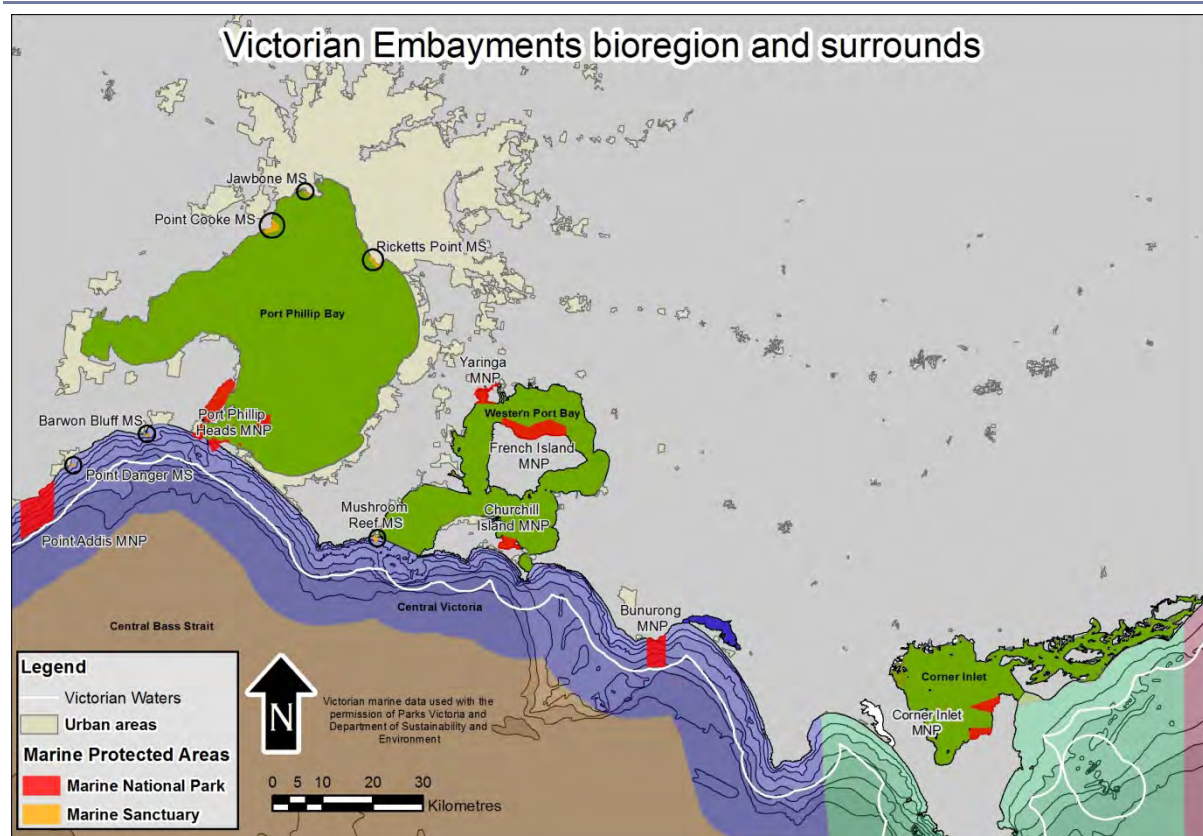 Victorian Embayments bioregion and surrounds
Jawbone MS
Point Cooke MS
Ricketts Point MS
Port Phillip Bay
Yaringa
MNP
Western Port Bay
Barwon Bluff MS
Port Phillip
Heads MNP
French Island
MNP
Point Danger MS
Mushroom
Reef MS
Churchill
Island MNP
Point Addis MNP
Central Victoria
Bunurong
MNP
Central Bass Strait
Corner Inlet
Corner Inlet
MNP
Legend
Victorian Waters
Urban areas
Marine Protected Areas
Marine National Park
Marine Sanctuary
N
Victorian marine data used with the
permission of Parks Victoria and
Department of Sustainability and
Environment
0 5 10 20 30
Kilometres